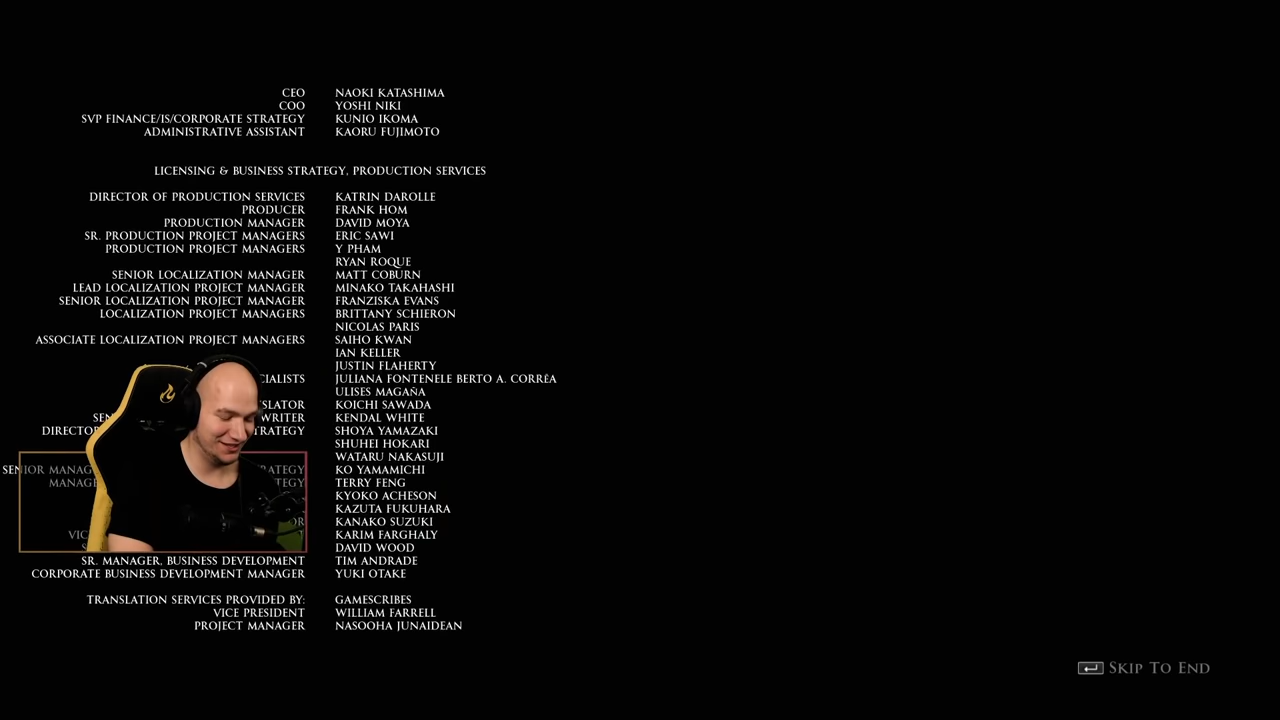 CEO NAOKI KATASHIMA
COO YOSHI NIKI
SVP FINANCE/IS/CORPORATE STRATEGY KUNIO IKOMA
ADMINISTRATIVE ASSISTANT KAORU FUJIMOTO
LICENSING & BUSINESS STRATEGY, PRODUCTION SERVICES
DIRECTOR OF PRODUCTION SERVICES KATRIN DAROLLE
PRODUCER FRANK HOM
PRODUCTION MANAGER DAVID MOYA
SR. PRODUCTION PROJECT MANAGERS ERIC SAWI
PRODUCTION PROJECT MANAGERS Y PHAM
RYAN ROQUE
SENIOR LOCALIZATION MANAGER MATT COBURN
LEAD LOCALIZATION PROJECT MANAGER MINAKO TAKAHASHI
SENIOR LOCALIZATION PROJECT MANAGER FRANZISKA EVANS
LOCALIZATION PROJECT MANAGERS BRITTANY SCHIERON
NICOLAS PARIS
ASSOCIATE LOCALIZATION PROJECT MANAGERS SAIHO KWAN
IAN KELLER
JUSTIN FLAHERTY
JULIANA FONTENELE BERTO A. CORRÊA
ULISES MAGAÑA
KOICHI SAWADA
WRITER KENDAL WHITE
STRATEGY SHOYA YAMAZAKI
SHUHEI HOKARI
WATARU NAKASUJI
SENIOR KO YAMAMICHI
TERRY FENG
KYOKO ACHESON
KAZUTA FUKUHARA
KANAKO SUZUKI
KARIM FARGHALY
DAVID WOOD
SR. MANAGER, BUSINESS DEVELOPMENT TIM ANDRADE
CORPORATE BUSINESS DEVELOPMENT MANAGER YUKI OTAKE
TRANSLATION SERVICES PROVIDED BY: GAMESCRIBES
VICE PRESIDENT WILLIAM FARRELL
PROJECT MANAGER NASOOHA JUNAIDEAN
SKIP TO END